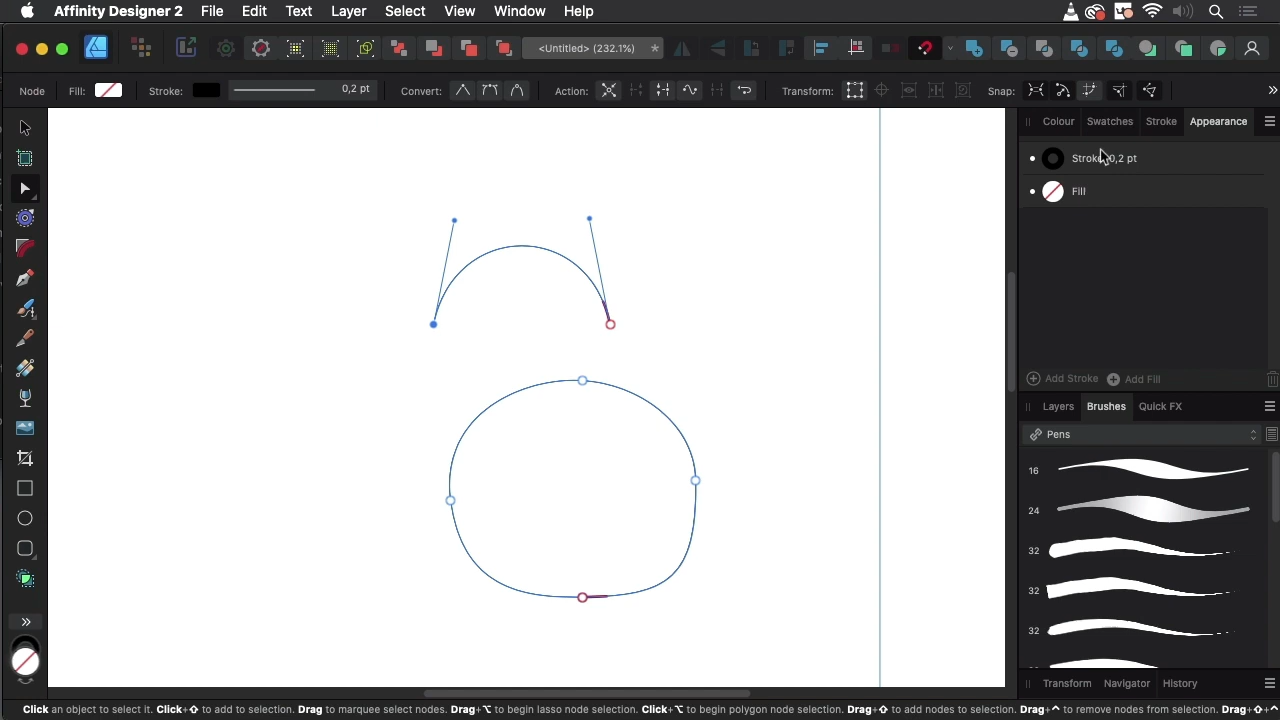 Affinity Designer 2 File Edit Text Layer Select View Window Help
<Untitled> (232.1%) *
Node Fill: Stroke: 0,2 pt Convert: Action: Transform: Snap:
Colour Swatches Stroke Appearance
Stroke 0,2 pt
Fill
Add Stroke Add Fill
Layers Brushes Quick FX
Pens
16
24
32
32
32
Transform Navigator History
Click an object to select it. Click+⇧ to add to selection. Drag to marquee select nodes. Drag+⌥ to begin lasso node selection. Click+⌥ to begin polygon node selection. Drag+⇧ to add nodes to selection. Drag+^ to remove nodes from selection. Drag+⇧+^